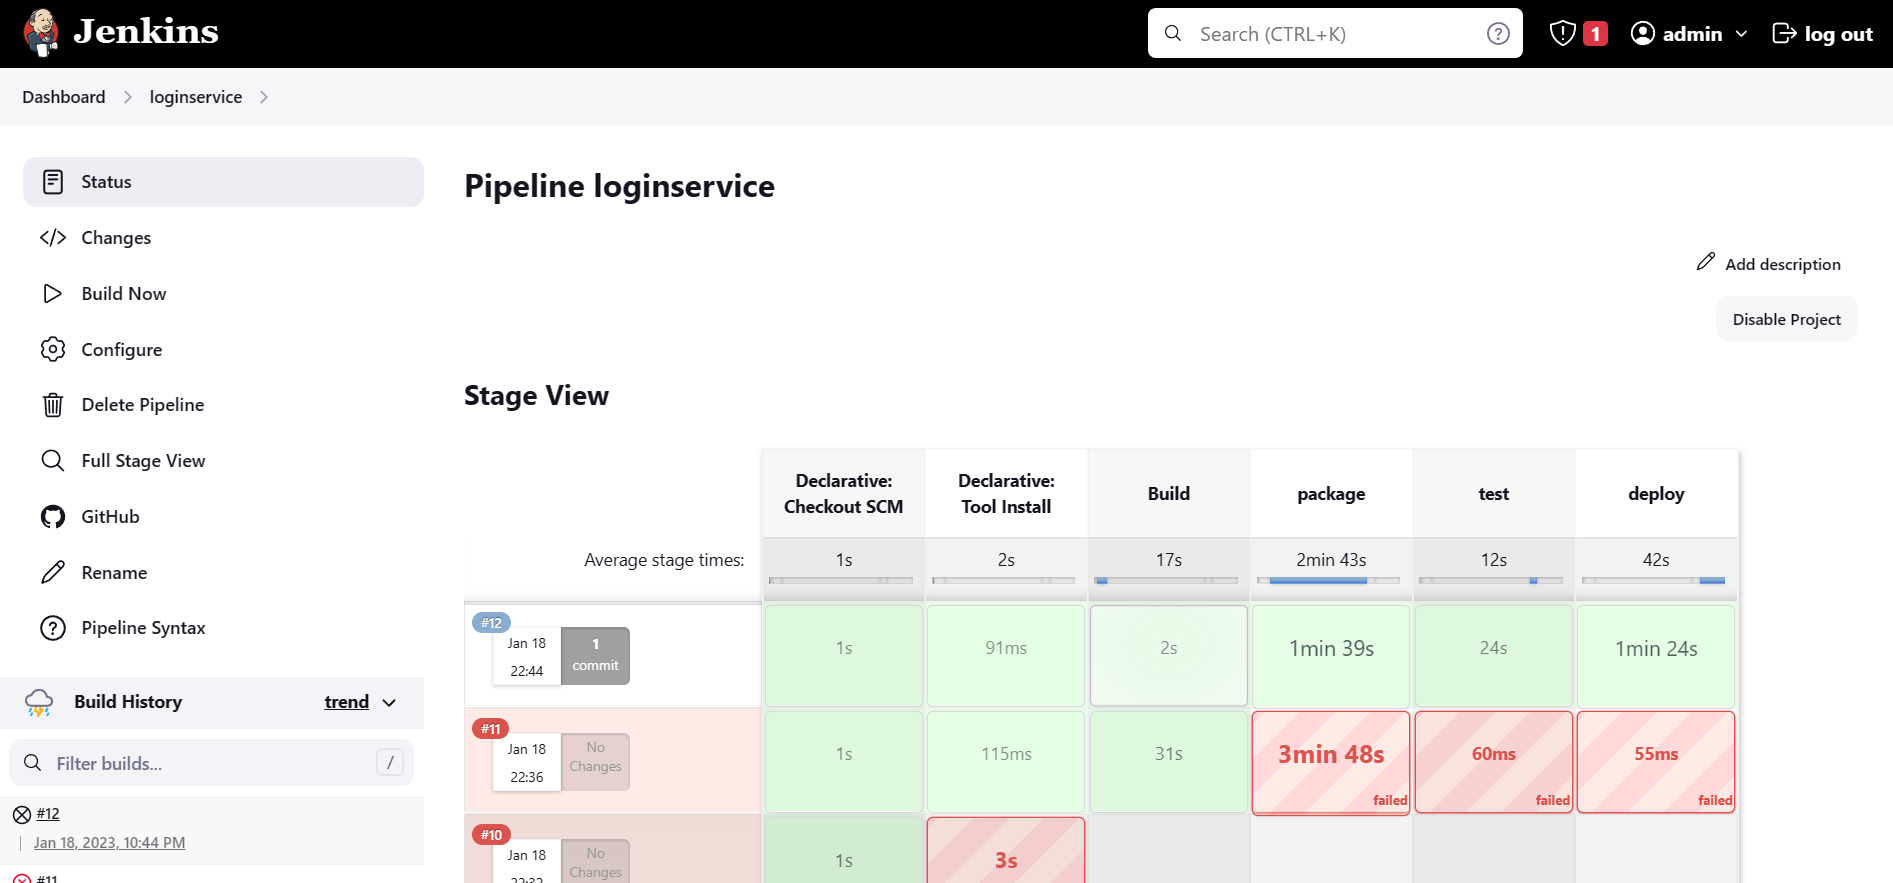 Jenkins
Search (CTRL+K)
?
1
admin
log out
Dashboard
loginservice
Status
Changes
Build Now
Configure
Delete Pipeline
Full Stage View
GitHub
Rename
Pipeline Syntax
Build History
trend
Filter builds...
/
#12
Jan 18, 2023, 10:44 PM
#11
Pipeline loginservice
Add description
Disable Project
Stage View
Declarative: Checkout SCM
Declarative: Tool Install
Build
package
test
deploy
Average stage times:
1s
2s
17s
2min 43s
12s
42s
#12
Jan 18
22:44
1
commit
1s
91ms
2s
1min 39s
24s
1min 24s
#11
Jan 18
22:36
No
Changes
1s
115ms
31s
3min 48s
failed
60ms
failed
55ms
failed
#10
Jan 18
22:32
No
Changes
1s
3s